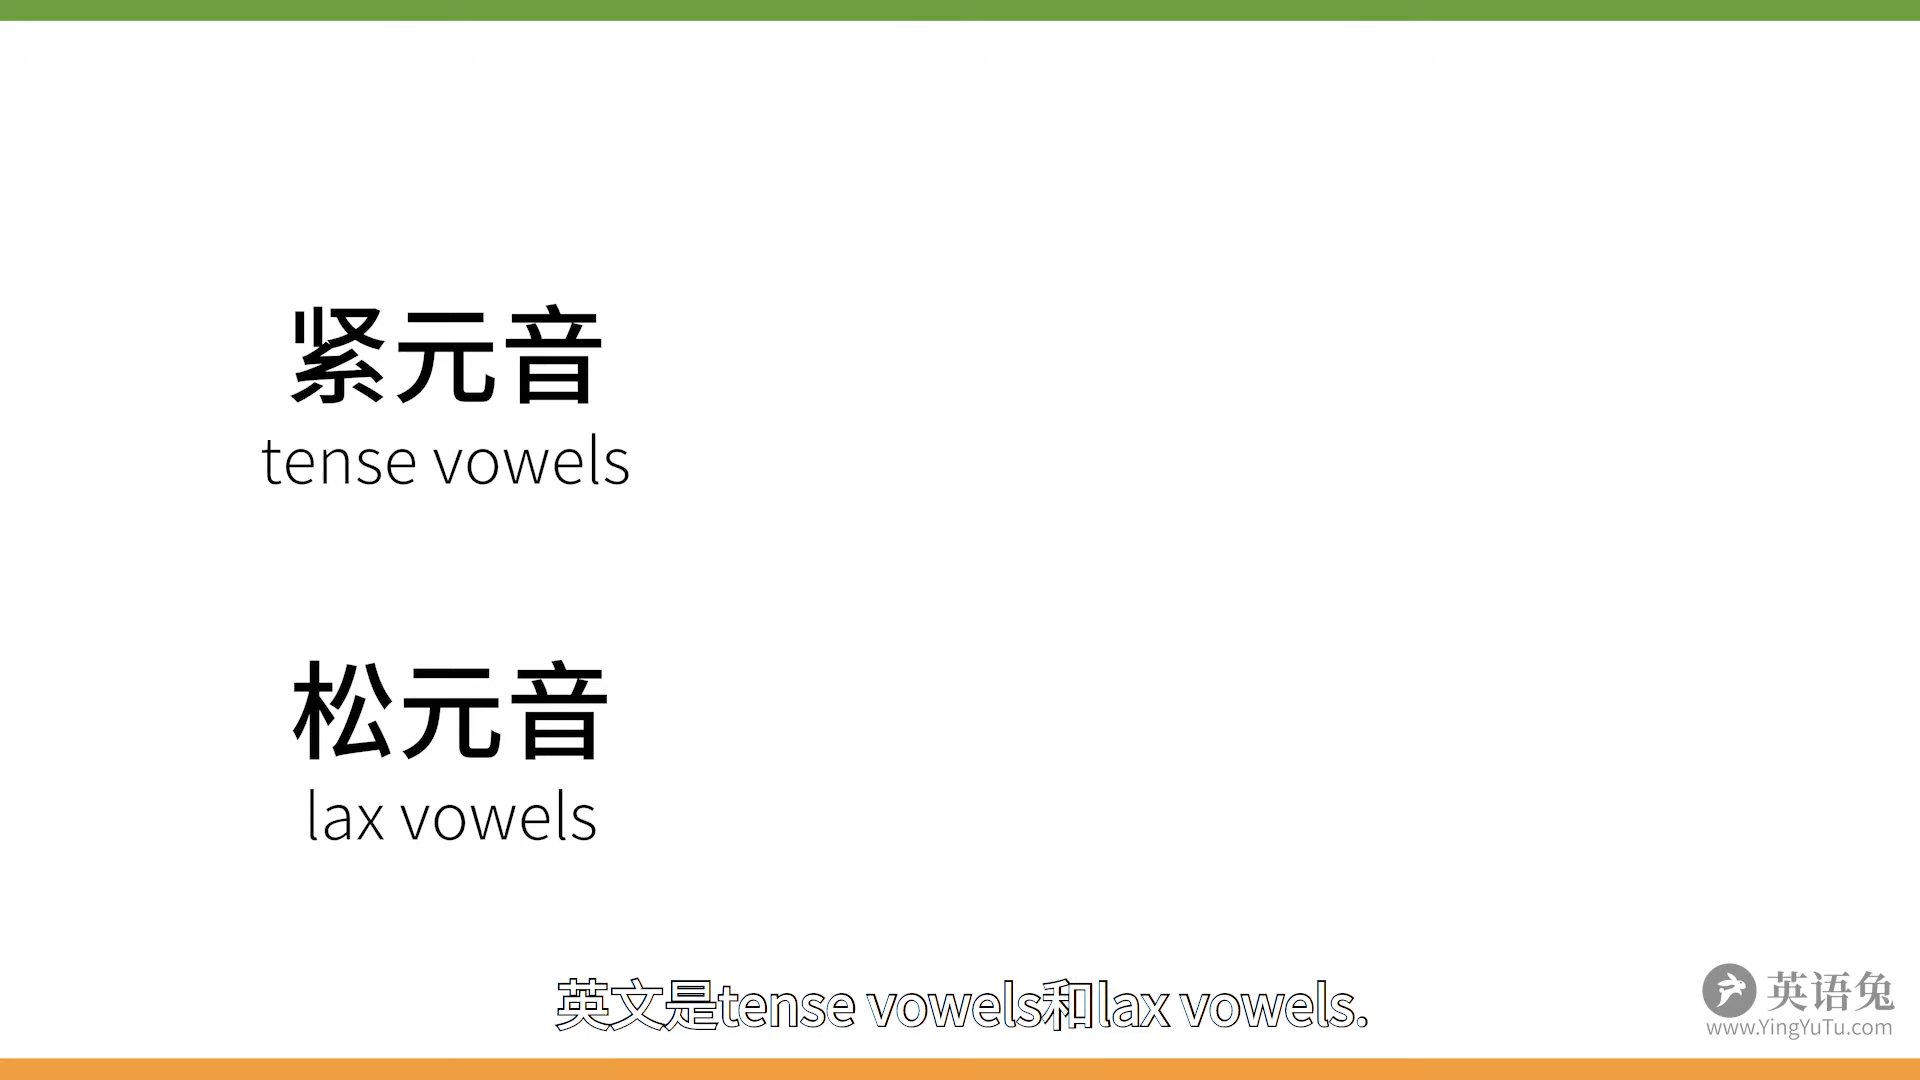 紧元音
tense vowels
松元音
lax vowels
英文是tense vowels和lax vowels.
英语兔
www.YingYuTu.com